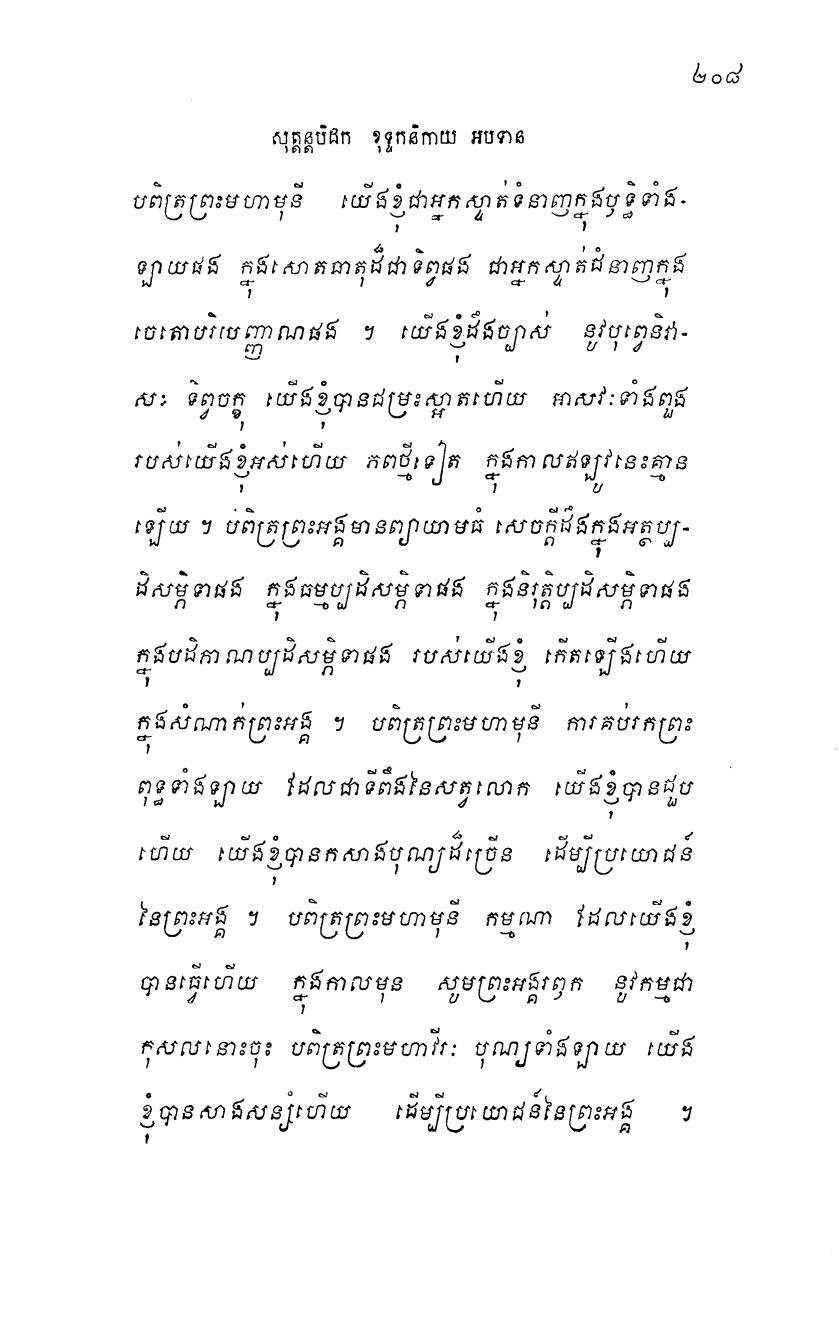 ២០៨
សុត្តន្តបិដក ខុទ្ទកនិកាយ អបទាន
បពិត្រព្រះមហាមុនី យើងខ្ញុំជាអ្នកស្ទាត់ទំនាញក្នុងឫទ្ធិទាំង-
ឡាយផង ក្នុងសោតធាតុដ៏ជាទិព្វផង ជាអ្នកស្ទាត់ជំនាញក្នុង
ចេតោបរិយញ្ញាណផង ។ យើងខ្ញុំដឹងច្បាស់ នូវបុព្វេនិវា-
សៈ ទិព្វចក្ខុ យើងខ្ញុំបានជម្រះស្អាតហើយ អាសវៈទាំងពួង
របស់យើងខ្ញុំអស់ហើយ ភពថ្មីទៀត ក្នុងកាលឥឡូវនេះគ្មាន
ឡើយ ។ បពិត្រព្រះអង្គមានព្យាយាមធំ សេចក្តីដឹងក្នុងអត្ថប្ប-
ដិសម្ភិទាផង ក្នុងធម្មប្បដិសម្ភិទាផង ក្នុងនិរុត្តិប្បដិសម្ភិទាផង
ក្នុងបដិភាណប្បដិសម្ភិទាផង របស់យើងខ្ញុំ កើតឡើងហើយ
ក្នុងសំណាក់ព្រះអង្គ ។ បពិត្រព្រះមហាមុនី ការគប់រកព្រះ
ពុទ្ធទាំងឡាយ ដែលជាទីពឹងនៃសត្វលោក យើងខ្ញុំបានជួប
ហើយ យើងខ្ញុំបានកសាងបុណ្យដ៏ច្រើន ដើម្បីប្រយោជន៍
នៃព្រះអង្គ ។ បពិត្រព្រះមហាមុនី កម្មណា ដែលយើងខ្ញុំ
បានធ្វើហើយ ក្នុងកាលមុន សូមព្រះអង្គរឭក នូវកម្មជា
កុសលនោះចុះ បពិត្រព្រះមហាវីរៈ បុណ្យទាំងឡាយ យើង
ខ្ញុំបានសាងសន្សំហើយ ដើម្បីប្រយោជន៍នៃព្រះអង្គ ។